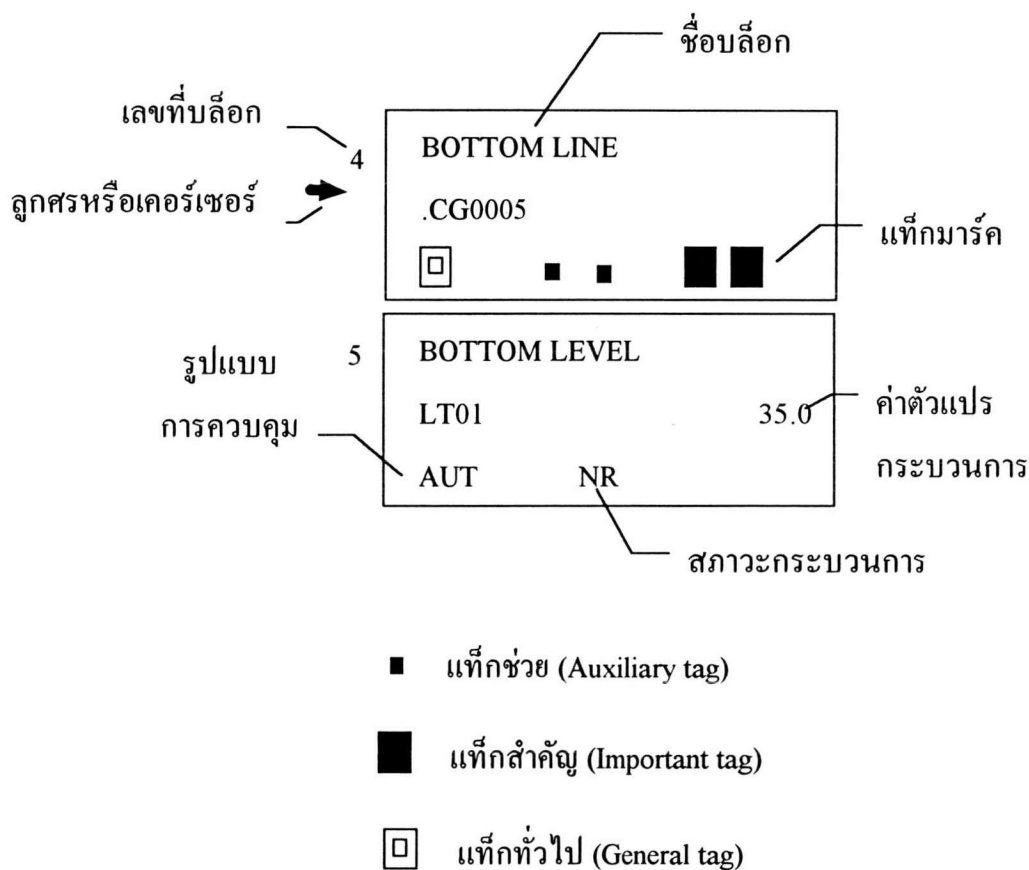 ชื่อบล็อก
เลขที่บล็อก
4
BOTTOM LINE
ลูกศรหรือเคอร์เซอร์
.CG0005
แท็กมาร์ค
รูปแบบ
การควบคุม
5
BOTTOM LEVEL
LT01 35.0
ค่าตัวแปร
กระบวนการ
AUT NR
สภาวะกระบวนการ
แท็กช่วย (Auxiliary tag)
แท็กสำคัญ (Important tag)
แท็กทั่วไป (General tag)